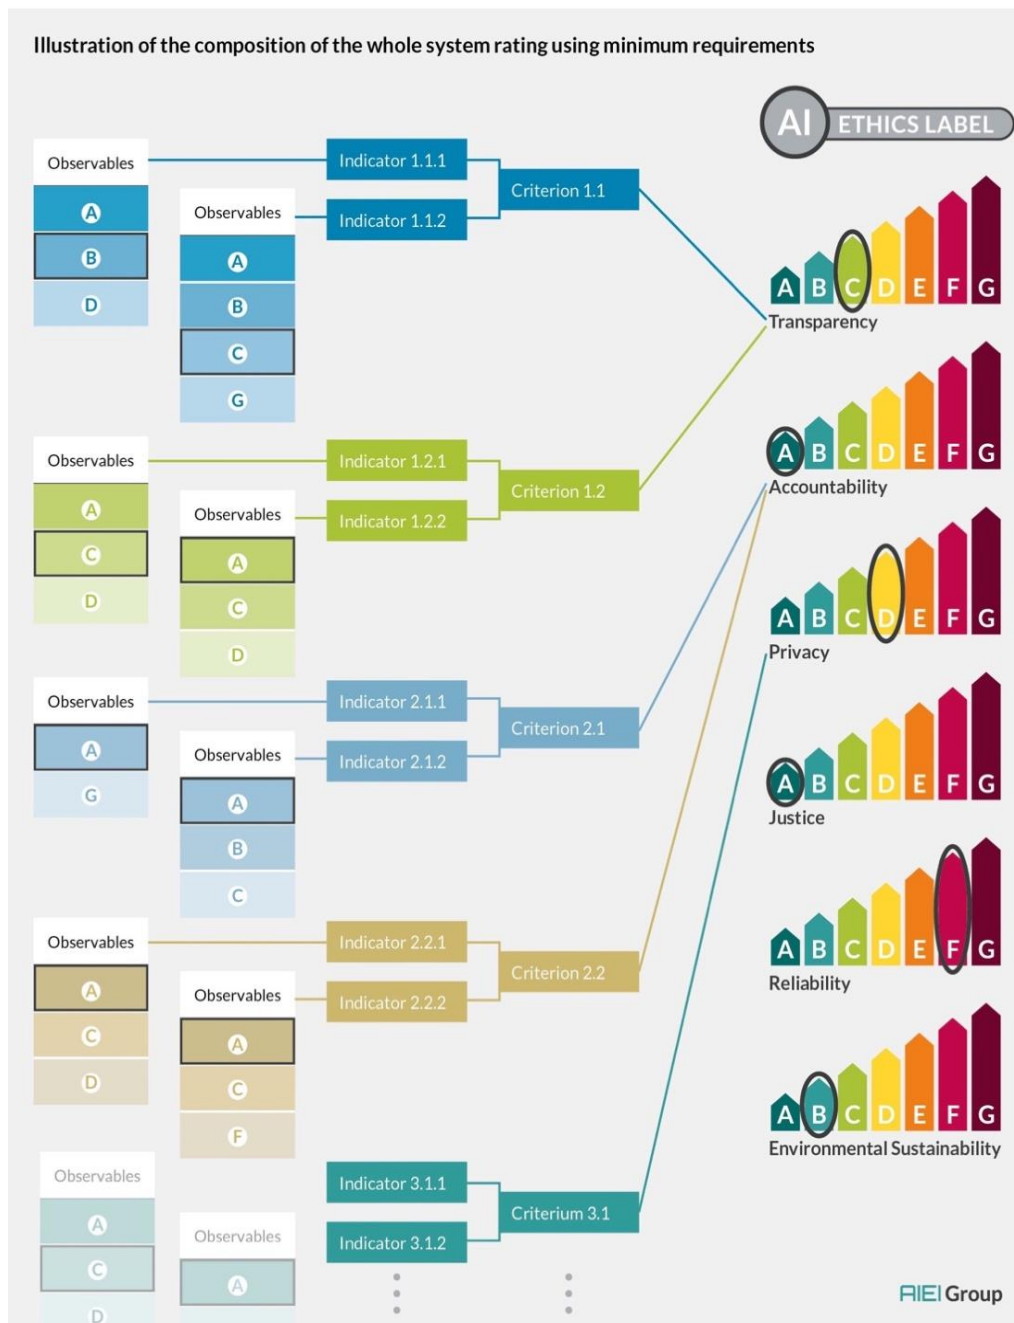 Illustration of the composition of the whole system rating using minimum requirements
AI ETHICS LABEL
Observables
A
B
D
Observables
A
B
C
G
Indicator 1.1.1
Indicator 1.1.2
Criterion 1.1
A B C D E F G
Transparency
Observables
A
C
D
Observables
A
C
D
Indicator 1.2.1
Indicator 1.2.2
Criterion 1.2
A B C D E F G
Accountability
Observables
A
G
Observables
A
B
C
Indicator 2.1.1
Indicator 2.1.2
Criterion 2.1
A B C D E F G
Privacy
A B C D E F G
Justice
Observables
A
C
D
Observables
A
C
F
Indicator 2.2.1
Indicator 2.2.2
Criterion 2.2
A B C D E F G
Reliability
A B C D E F G
Environmental Sustainability
Observables
A
C
D
Observables
A
Indicator 3.1.1
Indicator 3.1.2
Criterium 3.1
AIEI Group